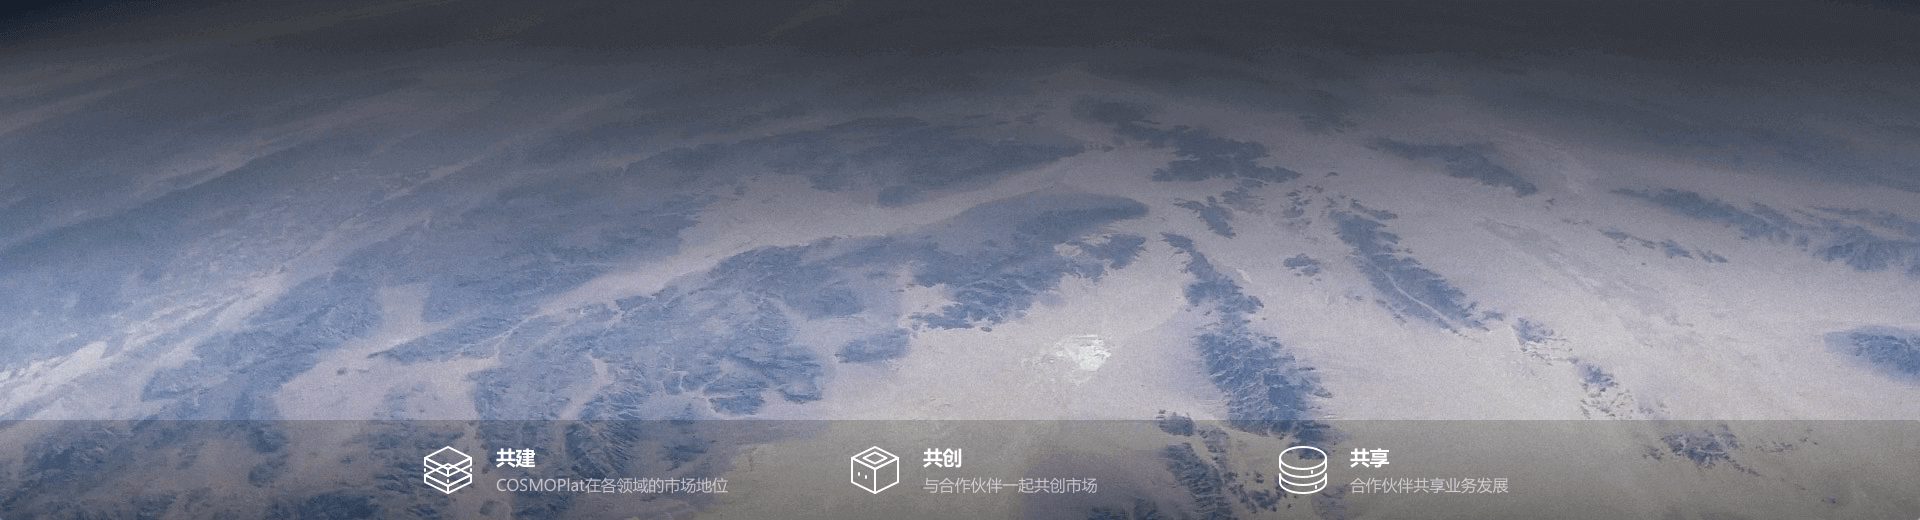 共建
COSMOPlat在各领域的市场地位
共创
与合作伙伴一起共创市场
共享
合作伙伴共享业务发展